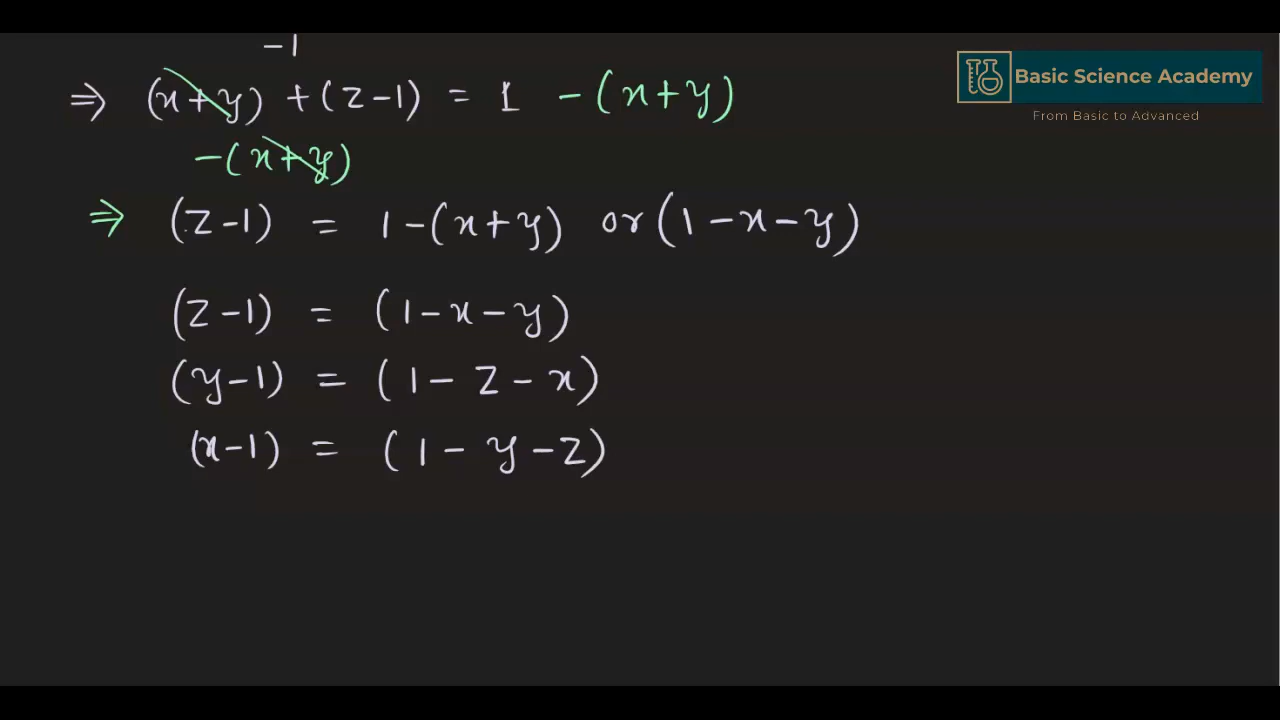 -1
⇒ (x+y) + (z-1) = 1 - (x+y)
-(x+y)
⇒ (z-1) = 1-(x+y) or (1-x-y)
(z-1) = (1-x-y)
(y-1) = (1-z-x)
(x-1) = (1-y-z)
Basic Science Academy
From Basic to Advanced